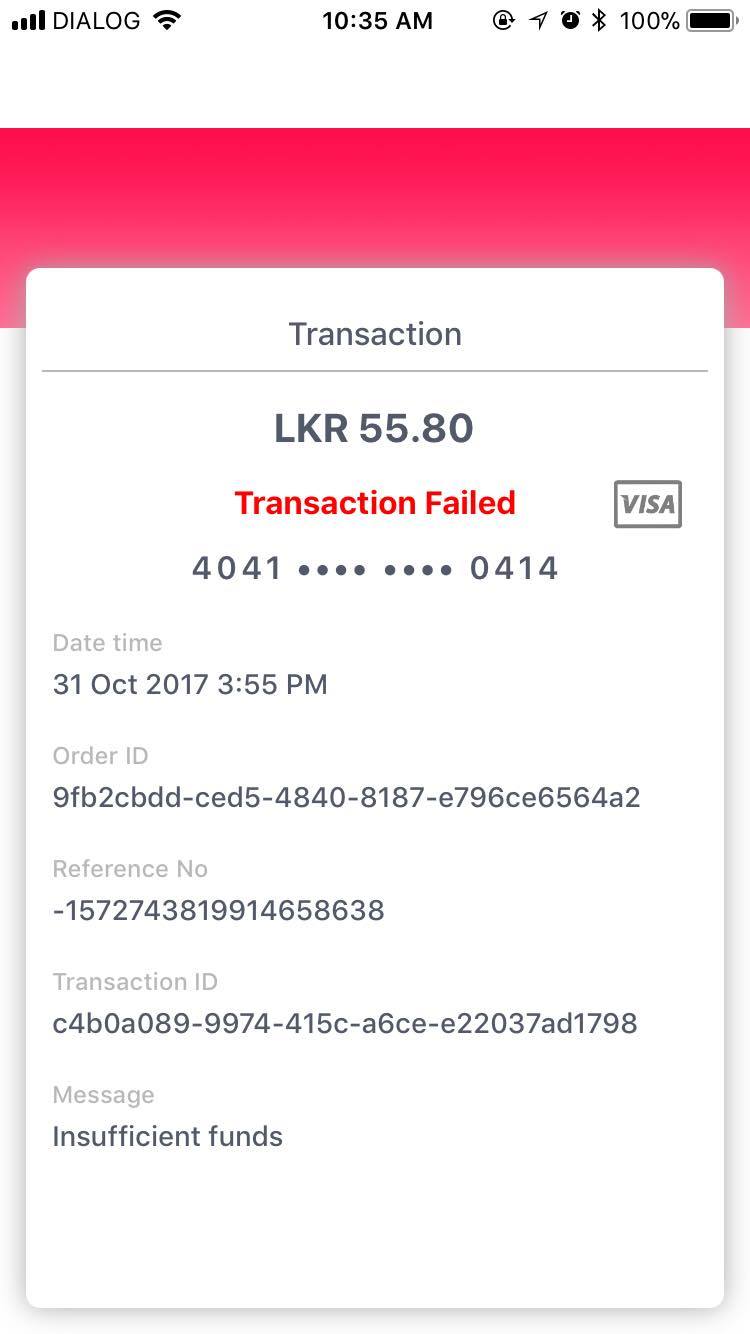 DIALOG 10:35 AM 100%
Transaction
LKR 55.80
Transaction Failed
VISA
4041 •••• •••• 0414
Date time
31 Oct 2017 3:55 PM
Order ID
9fb2cbdd-ced5-4840-8187-e796ce6564a2
Reference No
-1572743819914658638
Transaction ID
c4b0a089-9974-415c-a6ce-e22037ad1798
Message
Insufficient funds